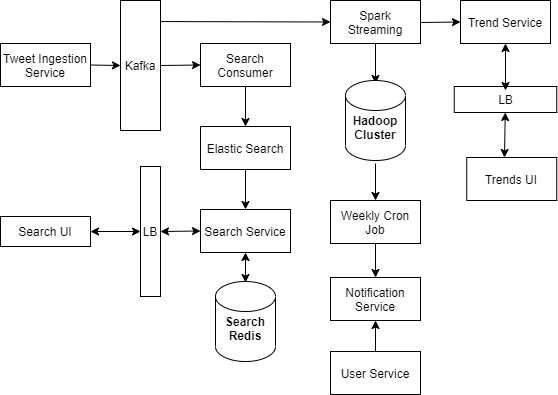 Tweet Ingestion
Service
Kafka
Search
Consumer
Spark
Streaming
Trend Service
LB
Trends UI
Hadoop
Cluster
Elastic Search
Search UI
LB
Search Service
Search
Redis
Weekly Cron
Job
Notification
Service
User Service